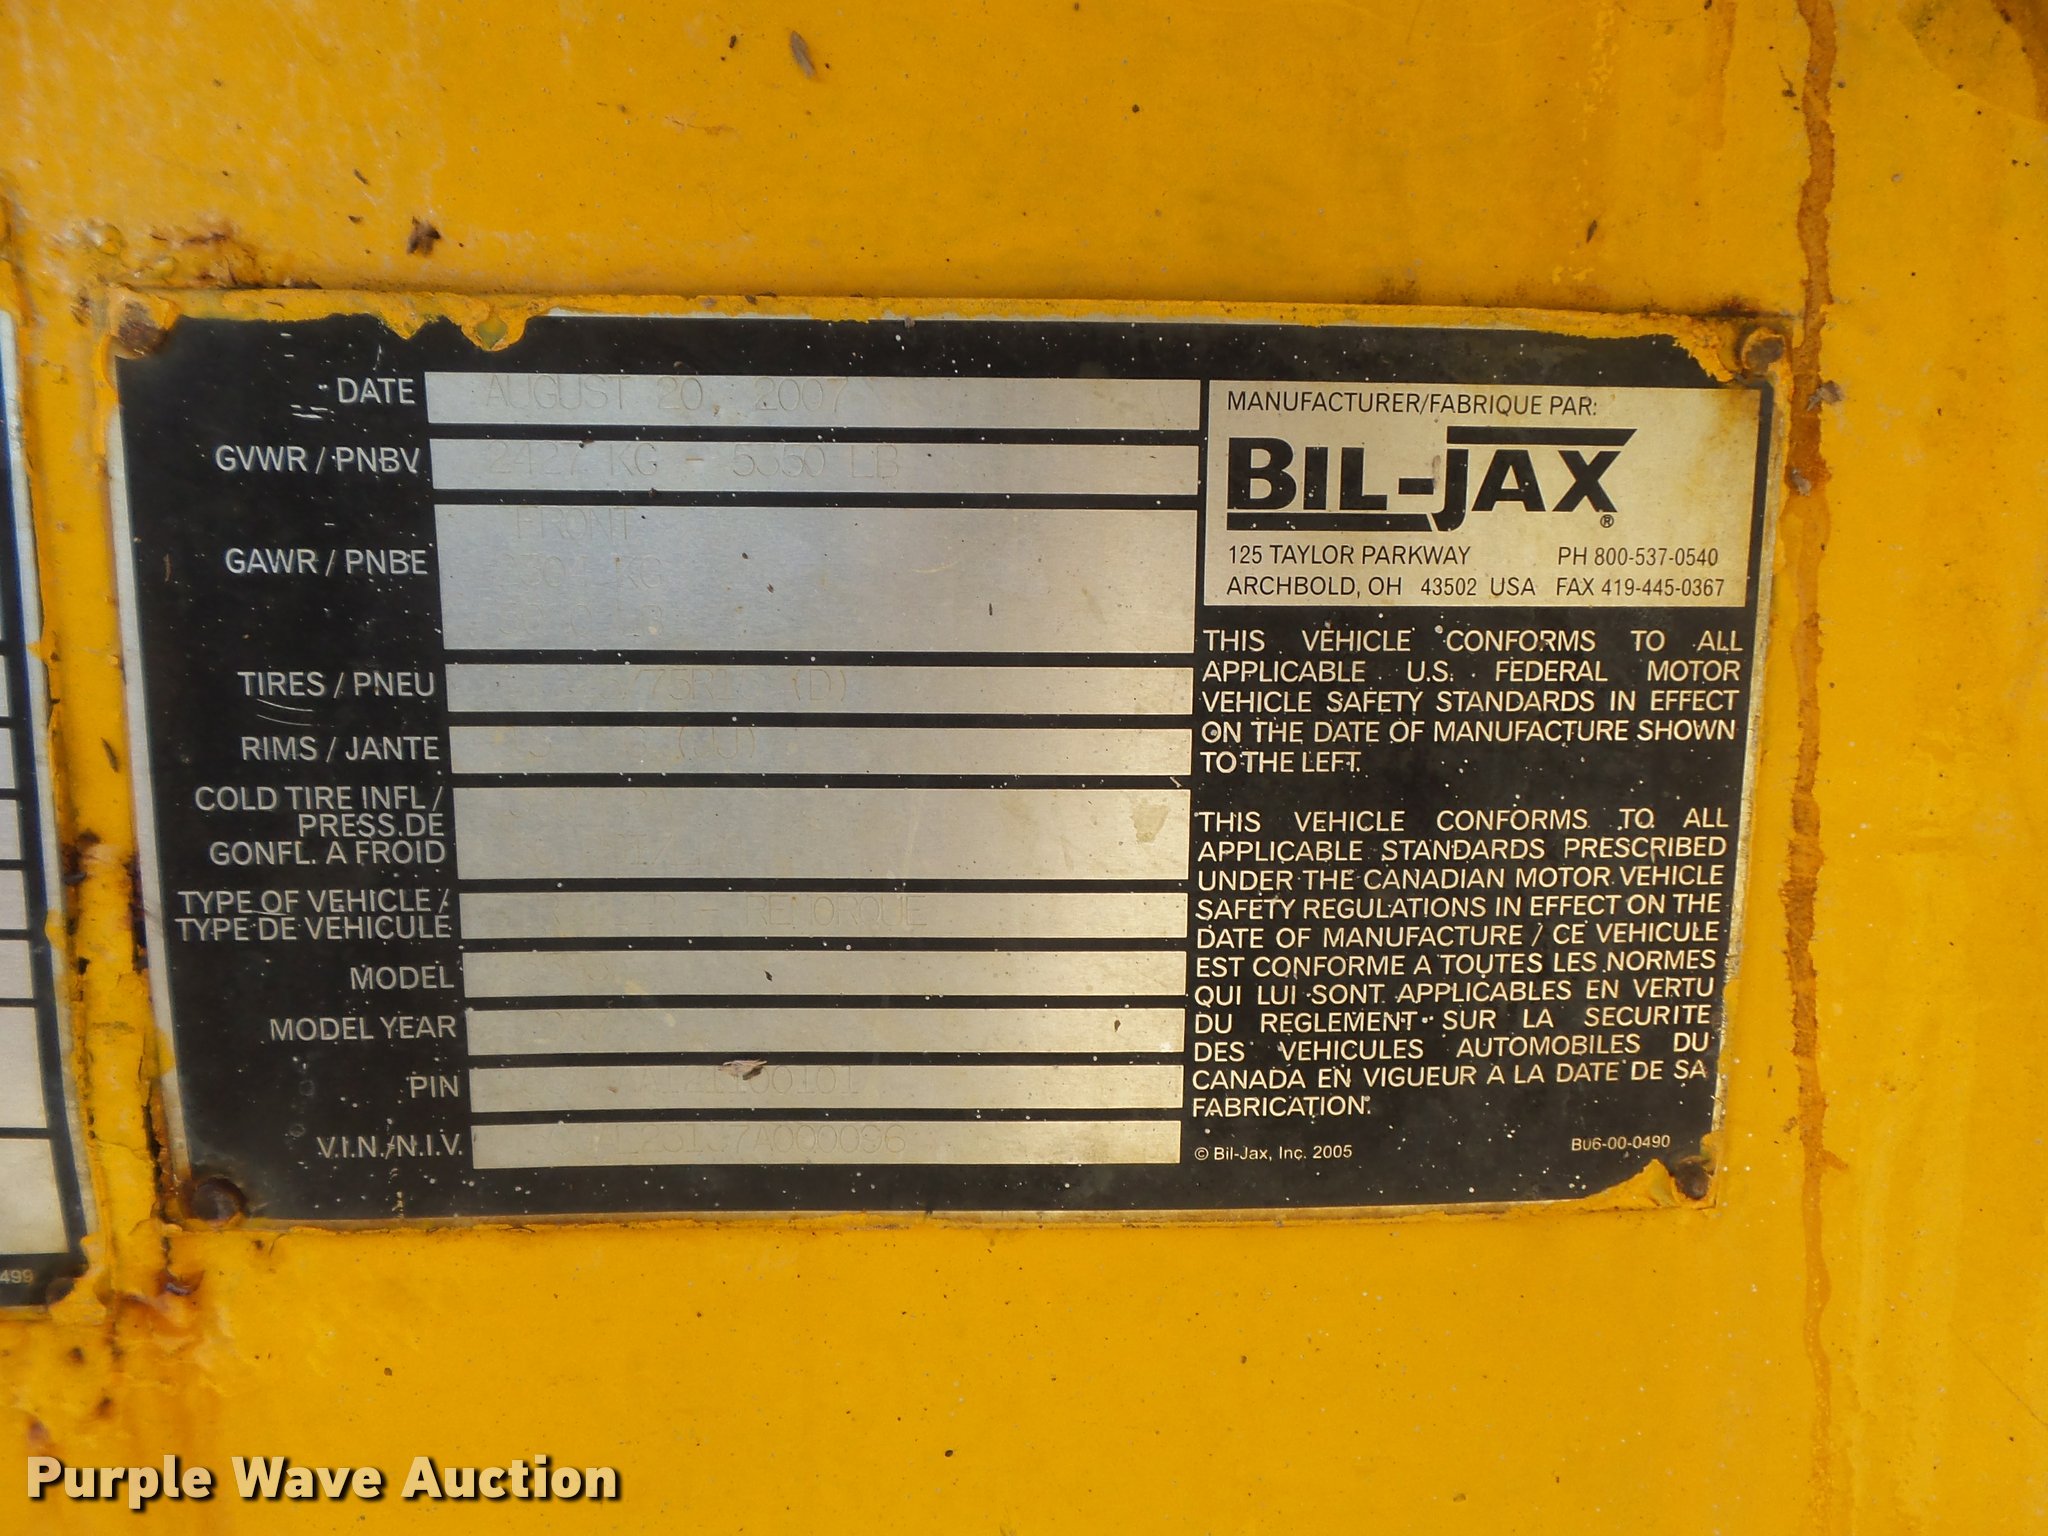 DATE AUGUST 20, 2007
GVWR / PNBV 2427 KG - 5350 LB
GAWR / PNBE FRONT
KG
TIRES / PNEU (D)
RIMS / JANTE
COLD TIRE INFL /
PRESS.DE
GONFL. A FROID
TYPE OF VEHICLE / - REMORQUE
TYPE DE VEHICULE
MODEL
MODEL YEAR
PIN
V.I.N./N.I.V.
MANUFACTURER/FABRIQUE PAR:
BIL-JAX®
125 TAYLOR PARKWAY PH 800-537-0540
ARCHBOLD, OH 43502 USA FAX 419-445-0367
THIS VEHICLE CONFORMS TO ALL
APPLICABLE U.S. FEDERAL MOTOR
VEHICLE SAFETY STANDARDS IN EFFECT
ON THE DATE OF MANUFACTURE SHOWN
TO THE LEFT.
THIS VEHICLE CONFORMS TO ALL
APPLICABLE STANDARDS PRESCRIBED
UNDER THE CANADIAN MOTOR VEHICLE
SAFETY REGULATIONS IN EFFECT ON THE
DATE OF MANUFACTURE / CE VEHICULE
EST CONFORME A TOUTES LES NORMES
QUI LUI SONT APPLICABLES EN VERTU
DU REGLEMENT SUR LA SECURITE
DES VEHICULES AUTOMOBILES DU
CANADA EN VIGUEUR A LA DATE DE SA
FABRICATION.
© Bil-Jax, Inc. 2005 B06-00-0490
499
Purple Wave Auction